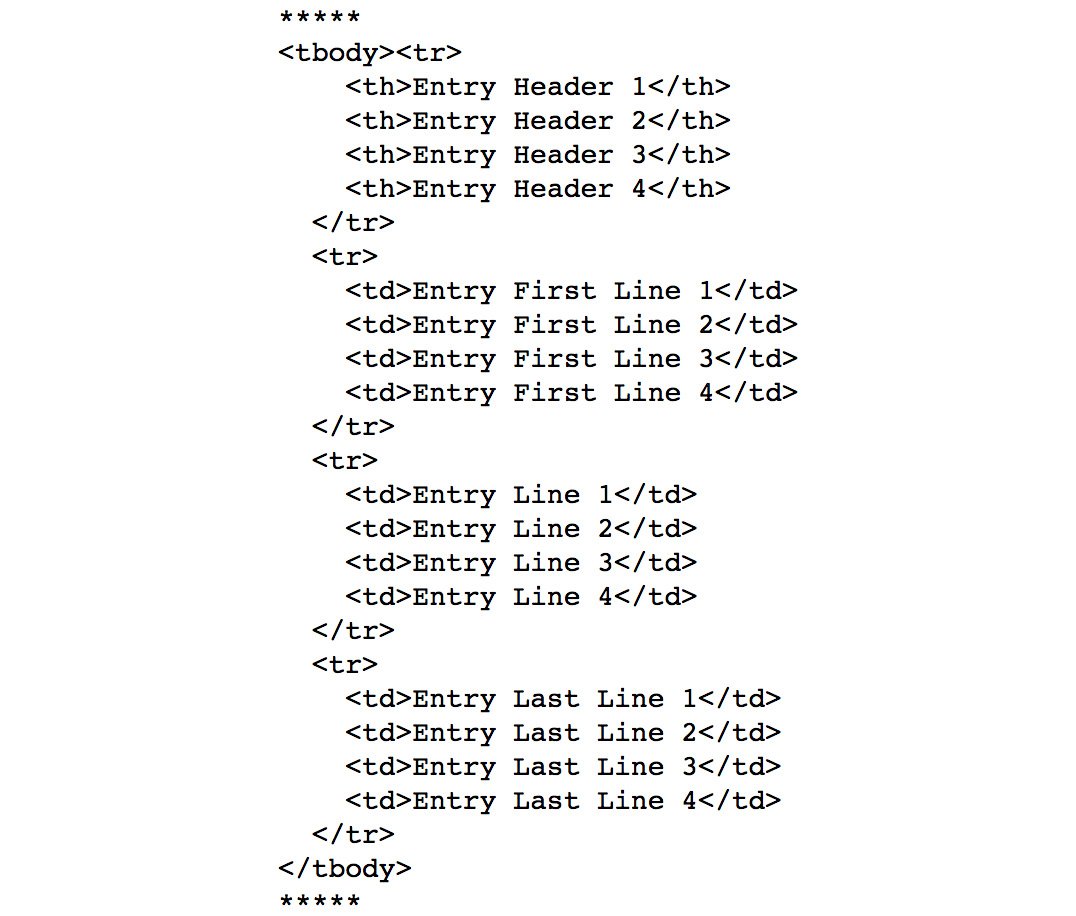 *****
<tbody><tr>
    <th>Entry Header 1</th>
    <th>Entry Header 2</th>
    <th>Entry Header 3</th>
    <th>Entry Header 4</th>
  </tr>
  <tr>
    <td>Entry First Line 1</td>
    <td>Entry First Line 2</td>
    <td>Entry First Line 3</td>
    <td>Entry First Line 4</td>
  </tr>
  <tr>
    <td>Entry Line 1</td>
    <td>Entry Line 2</td>
    <td>Entry Line 3</td>
    <td>Entry Line 4</td>
  </tr>
  <tr>
    <td>Entry Last Line 1</td>
    <td>Entry Last Line 2</td>
    <td>Entry Last Line 3</td>
    <td>Entry Last Line 4</td>
  </tr>
</tbody>
*****